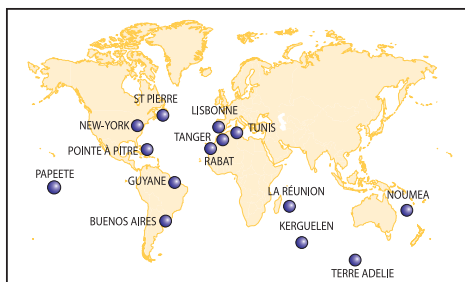 ST PIERRE
LISBONNE
NEW-YORK
TUNIS
TANGER
POINTE À PITRE
RABAT
PAPEETE
GUYANE
LA RÉUNION
NOUMEA
BUENOS AIRES
KERGUELEN
TERRE ADELIE